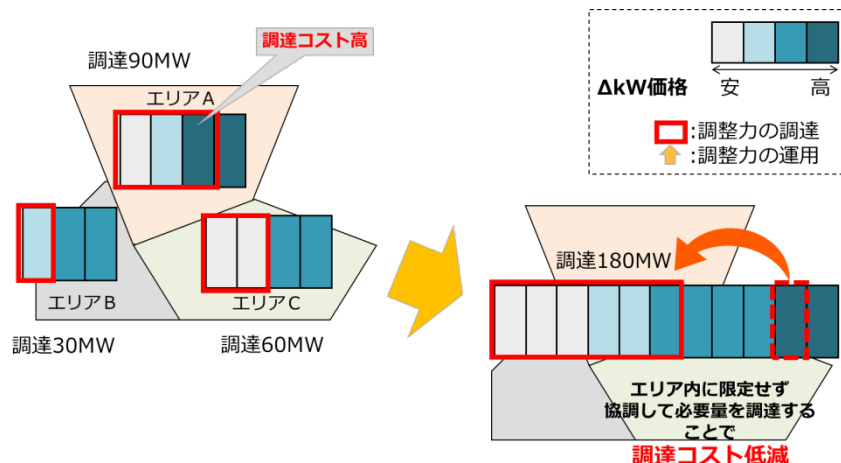 調達コスト高
調達90MW
エリアA
エリアB
エリアC
調達30MW
調達60MW
ΔkW価格
安
高
:調整力の調達
:調整力の運用
調達180MW
エリア内に限定せず
協調して必要量を調達する
ことで
調達コスト低減